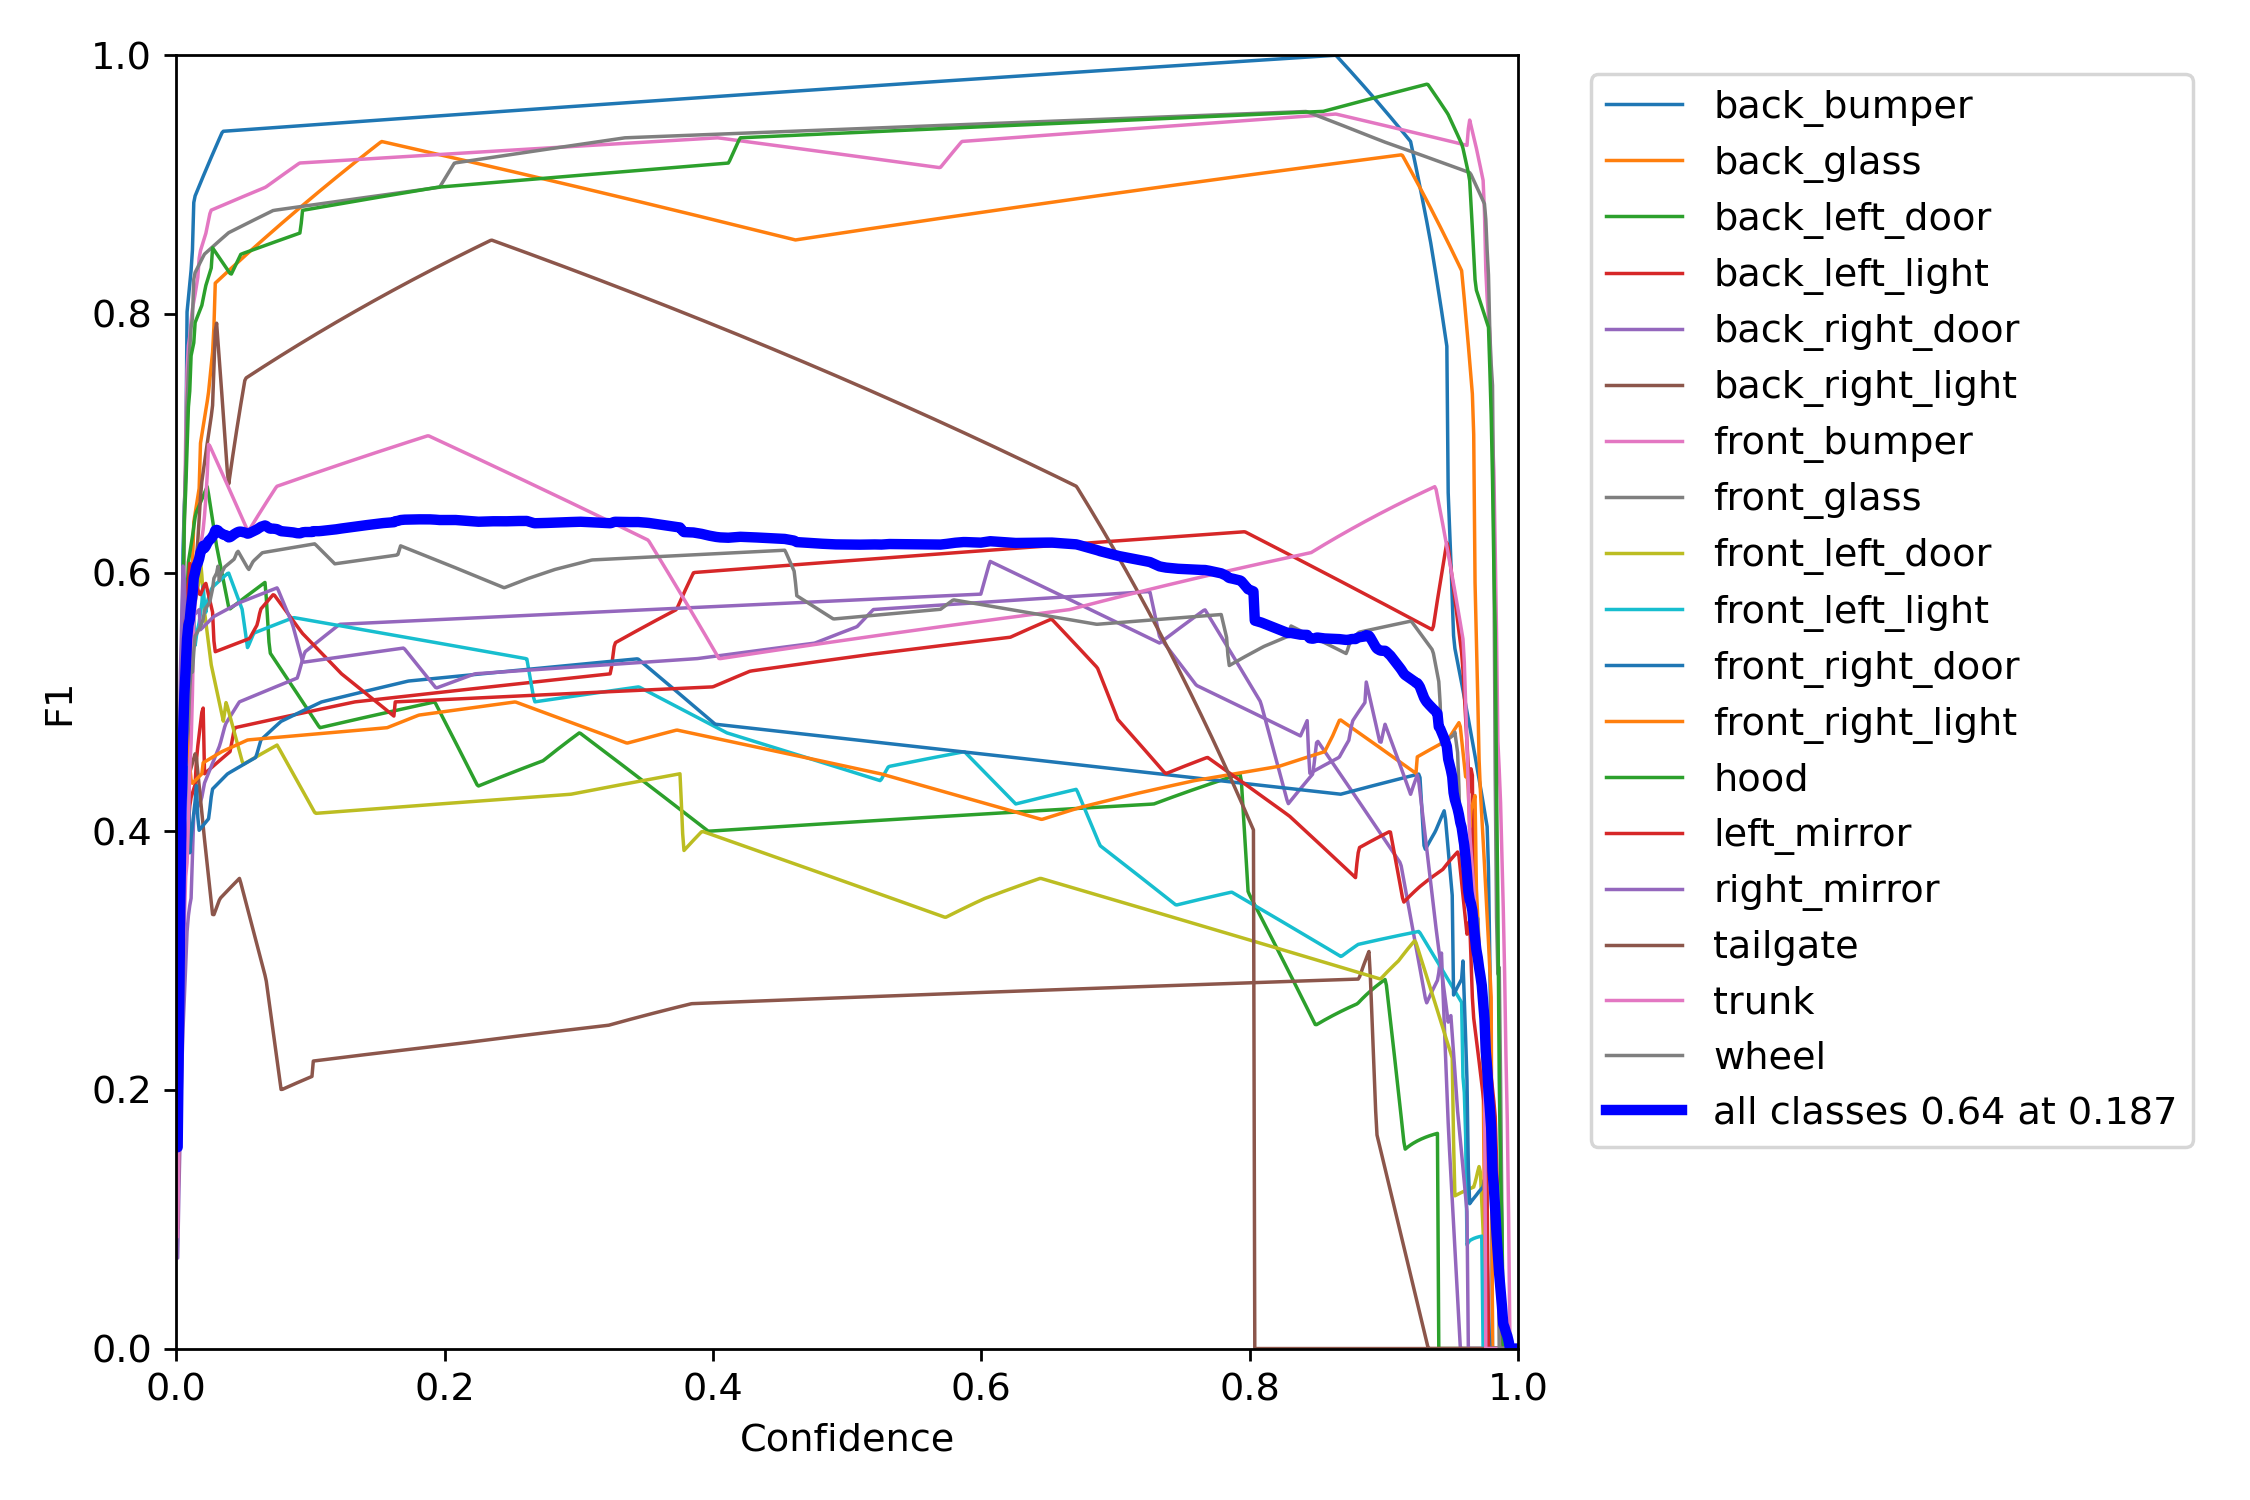 1.0
0.8
0.6
0.4
0.2
0.0
F1
0.0 0.2 0.4 0.6 0.8 1.0
Confidence
back_bumper
back_glass
back_left_door
back_left_light
back_right_door
back_right_light
front_bumper
front_glass
front_left_door
front_left_light
front_right_door
front_right_light
hood
left_mirror
right_mirror
tailgate
trunk
wheel
all classes 0.64 at 0.187